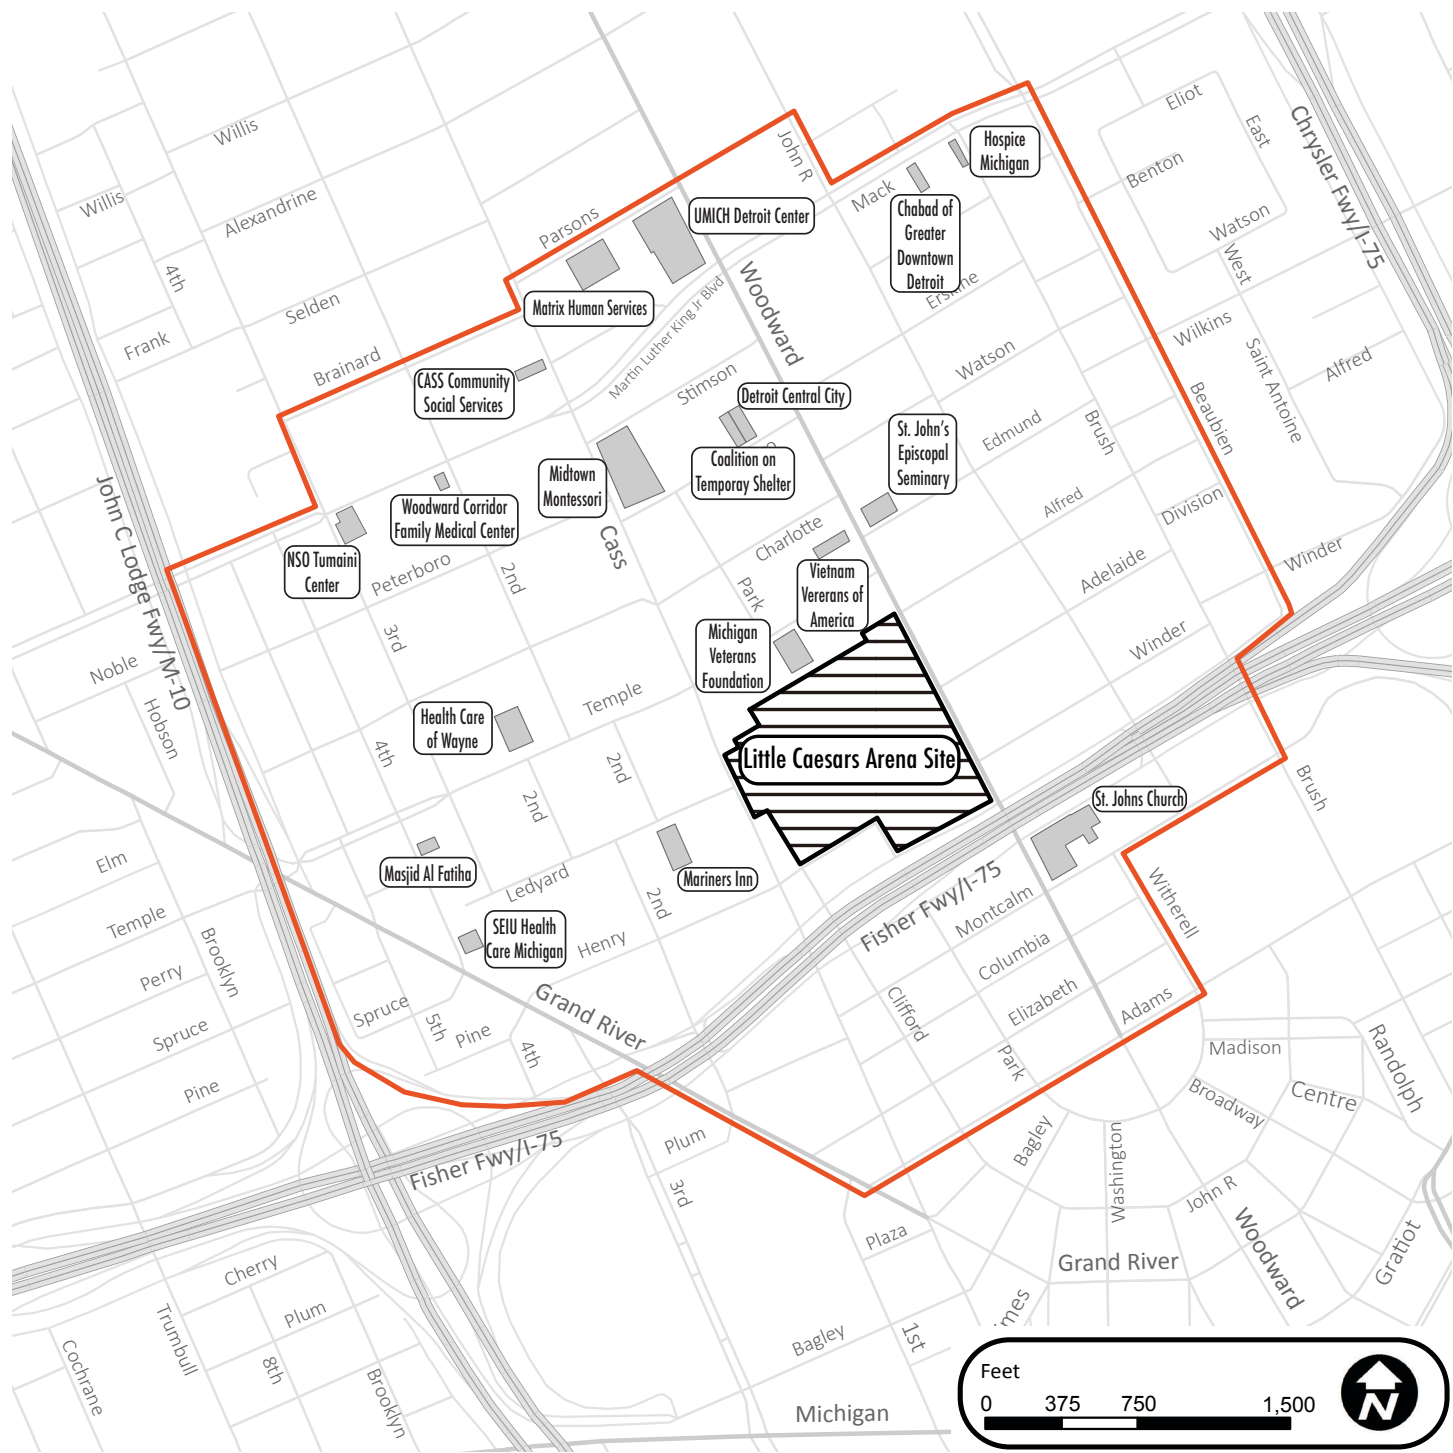 Willis
Willis
Alexandrine
4th
Selden
Frank
Brainard
Parsons
John R
Mack
Hospice
Michigan
Eliot
East
Benton
Chrysler Fwy/I-75
Watson
West
UMICH Detroit Center
Chabad of
Greater
Downtown
Detroit
Erskine
Matrix Human Services
Martin Luther King Jr Blvd
Woodward
Wilkins
Saint Antoine
Alfred
Watson
CASS Community
Social Services
Stimson
Detroit Central City
Beaubien
Brush
Edmund
St. John's
Episcopal
Seminary
Coalition on
Temporay Shelter
Midtown
Montessori
Woodward Corridor
Family Medical Center
NSO Tumaini
Center
John C Lodge Fwy/M-10
Cass
Charlotte
Alfred
Division
Winder
Adelaide
Peterboro
2nd
Park
Vietnam
Vererans of
America
Winder
3rd
Michigan
Veterans
Foundation
Noble
Hobson
Temple
Health Care
of Wayne
4th
2nd
2nd
Little Caesars Arena Site
St. Johns Church
Brush
Elm
Masjid Al Fatiha
Ledyard
Mariners Inn
2nd
Fisher Fwy/I-75
Montcalm
Witherell
Temple
Brooklyn
SEIU Health
Care Michigan
Henry
Columbia
Perry
Grand River
Elizabeth
Adams
Clifford
Spruce
Spruce
5th
Pine
4th
Park
Madison
Randolph
Pine
Broadway
Centre
Fisher Fwy/I-75
Plum
Bagley
Washington
3rd
John R
Plaza
Woodward
Grand River
Gratiot
Cherry
Plum
Trumbull
8th
Cochrane
Brooklyn
Bagley
1st
mes
Michigan
Feet
0 375 750 1,500
N